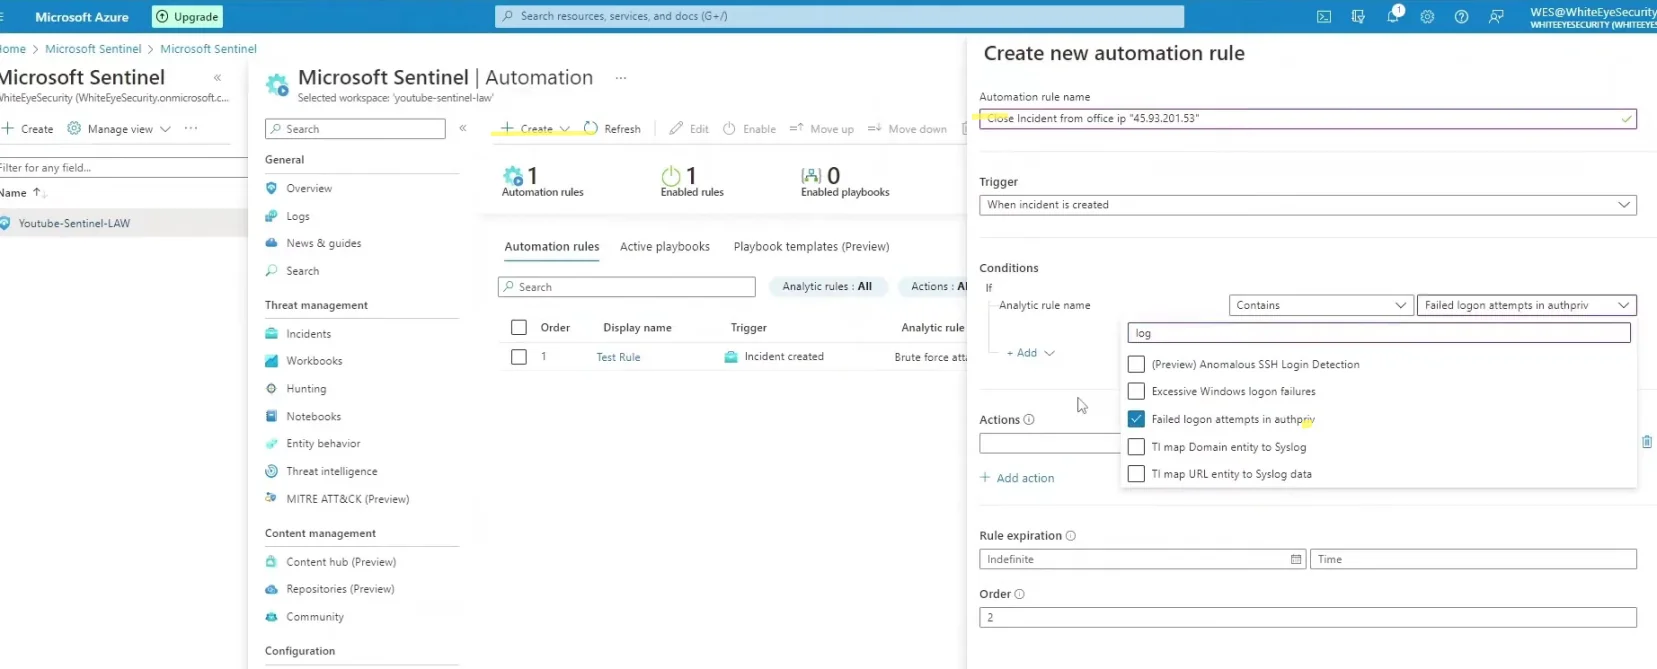 Microsoft Azure
Upgrade
Search resources, services, and docs (G+/)
1
WES@WhiteEyeSecurity
WHITEEYESECURITY (WHITEEYES
ome > Microsoft Sentinel > Microsoft Sentinel
Microsoft Sentinel
WhiteEyeSecurity (WhiteEyeSecurity.onmicrosoft.c...
+ Create
Manage view
...
Filter for any field...
Name ↑↓
Youtube-Sentinel-LAW
Microsoft Sentinel | Automation
...
Selected workspace: 'youtube-sentinel-law'
Search
«
General
Overview
Logs
News & guides
Search
Threat management
Incidents
Workbooks
Hunting
Notebooks
Entity behavior
Threat intelligence
MITRE ATT&CK (Preview)
Content management
Content hub (Preview)
Repositories (Preview)
Community
Configuration
+ Create
Refresh
Edit
Enable
Move up
Move down
1
Automation rules
1
Enabled rules
0
Enabled playbooks
Automation rules
Active playbooks
Playbook templates (Preview)
Search
Analytic rules : All
Actions : Al
Order
Display name
Trigger
Analytic rule
1
Test Rule
Incident created
Brute force atta
Create new automation rule
Automation rule name
Close Incident from office ip "45.93.201.53"
Trigger
When incident is created
Conditions
If
Analytic rule name
Contains
Failed logon attempts in authpriv
+ Add
log
(Preview) Anomalous SSH Login Detection
Excessive Windows logon failures
Failed logon attempts in authpriv
TI map Domain entity to Syslog
TI map URL entity to Syslog data
Actions
+ Add action
Rule expiration
Indefinite
Time
Order
2